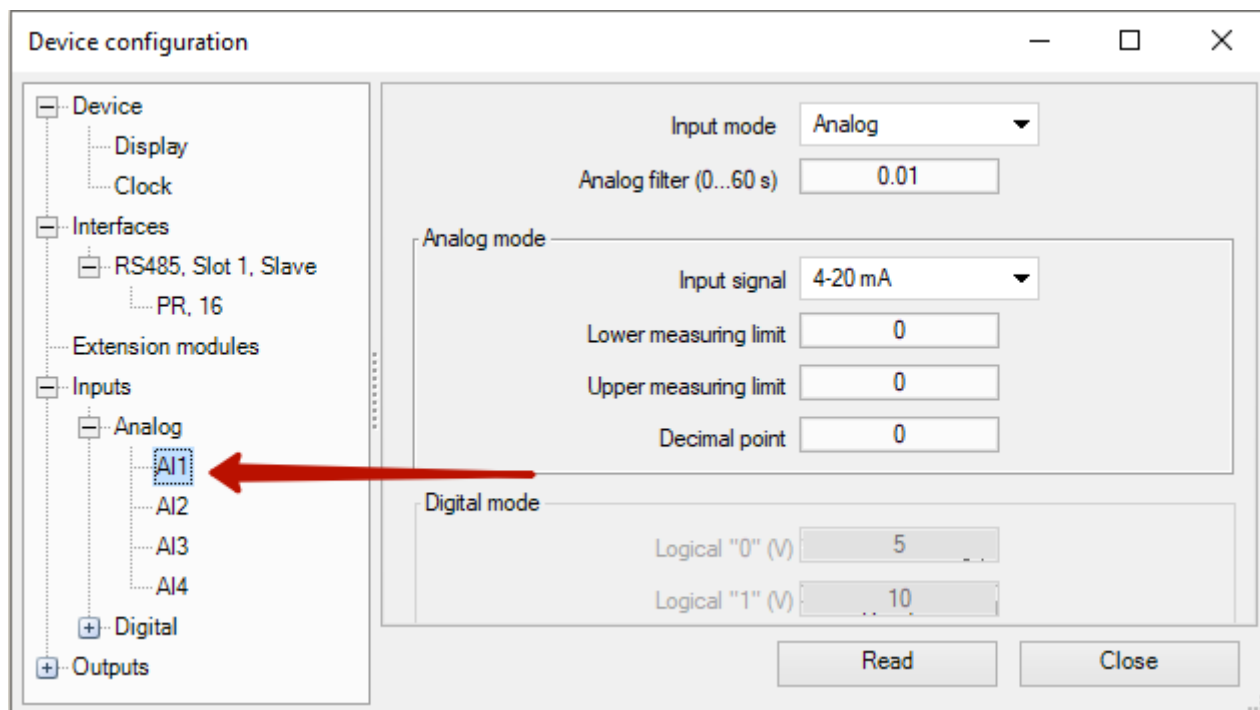 Device configuration
Device
Display
Clock
Interfaces
RS485, Slot 1, Slave
PR, 16
Extension modules
Inputs
Analog
AI1
AI2
AI3
AI4
Digital
Outputs
Input mode Analog
Analog filter (0...60 s) 0.01
Analog mode
Input signal 4-20 mA
Lower measuring limit 0
Upper measuring limit 0
Decimal point 0
Digital mode
Logical "0" (V) 5
Logical "1" (V) 10
Read Close